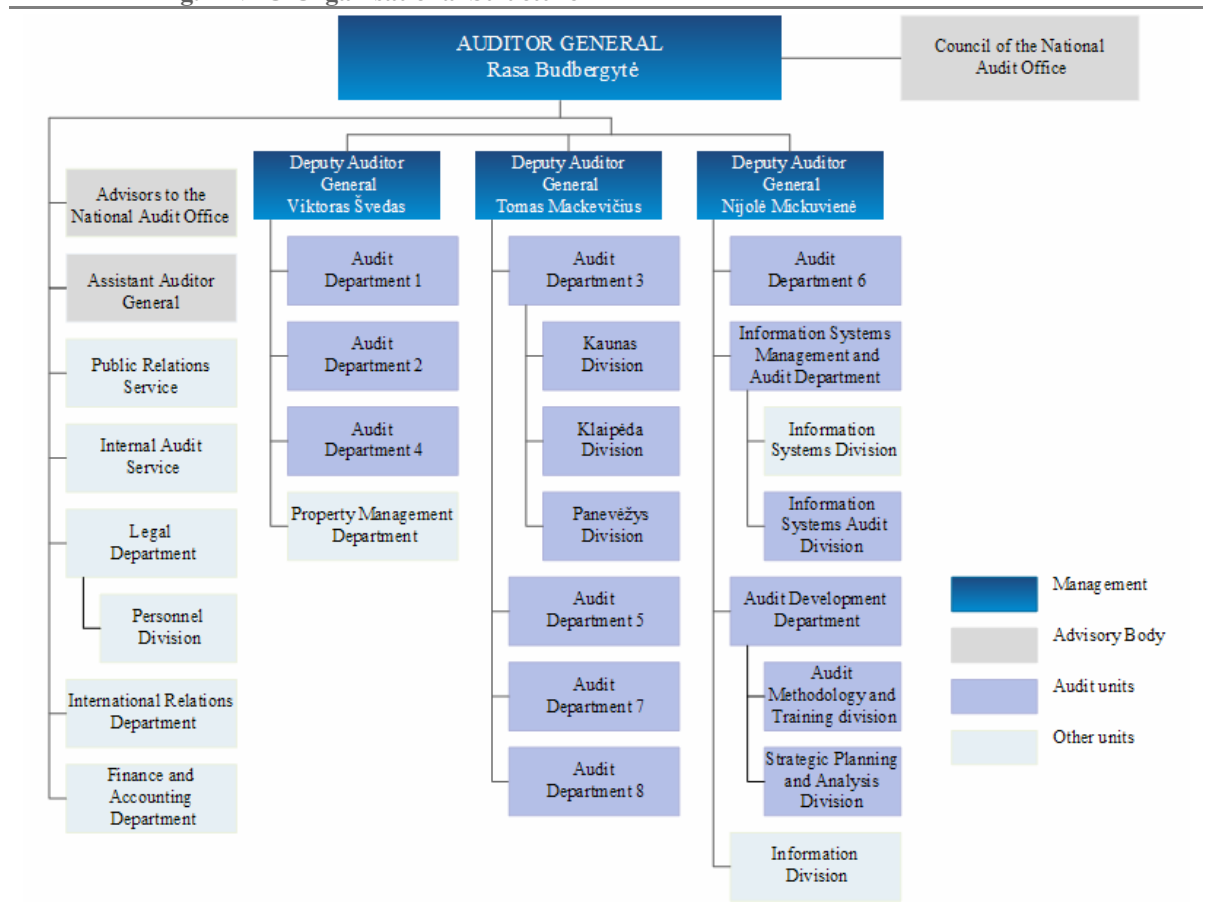 AUDITOR GENERAL
Rasa Budbergytė
Council of the National
Audit Office
Advisors to the
National Audit Office
Assistant Auditor
General
Public Relations
Service
Internal Audit
Service
Legal
Department
Personnel
Division
International Relations
Department
Finance and
Accounting
Department
Deputy Auditor
General
Viktoras Švedas
Audit
Department 1
Audit
Department 2
Audit
Department 4
Property Management
Department
Deputy Auditor
General
Tomas Mackevičius
Audit
Department 3
Kaunas
Division
Klaipėda
Division
Panevėžys
Division
Audit
Department 5
Audit
Department 7
Audit
Department 8
Deputy Auditor
General
Nijolė Mickuvienė
Audit
Department 6
Information Systems
Management and
Audit Department
Information
Systems Division
Information
Systems Audit
Division
Audit Development
Department
Audit
Methodology and
Training division
Strategic Planning
and Analysis
Division
Information
Division
Management
Advisory Body
Audit units
Other units